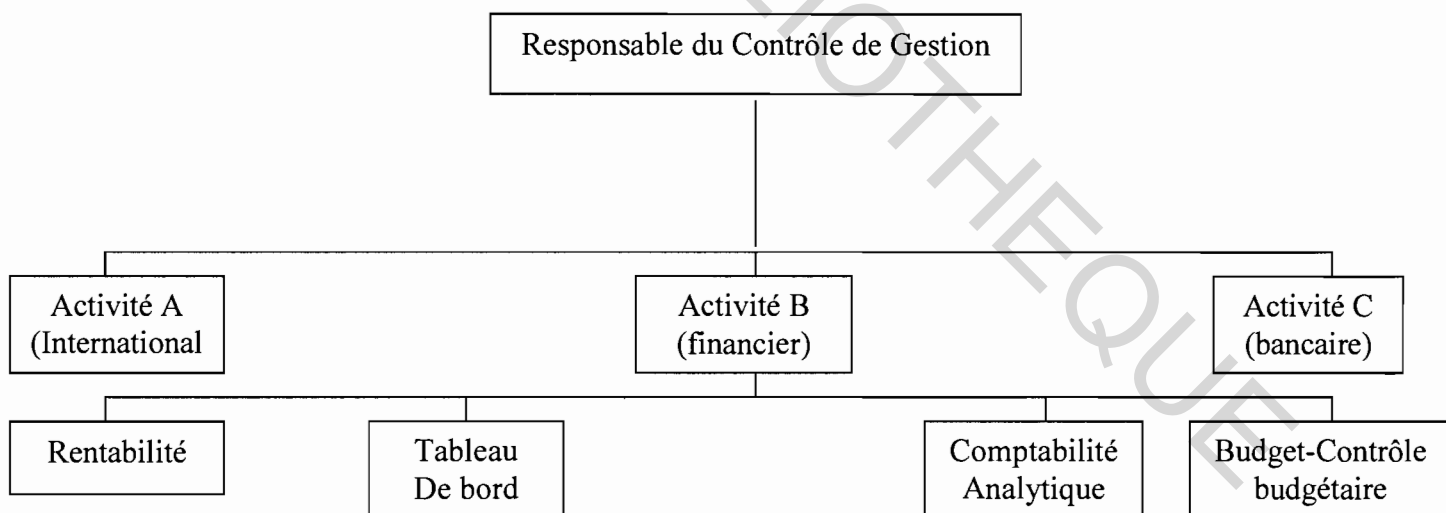 Responsable du Contrôle de Gestion
Activité A
(International
Activité B
(financier)
Activité C
(bancaire)
Rentabilité
Tableau
De bord
Comptabilité
Analytique
Budget-Contrôle
budgétaire
LIOTHEQUE